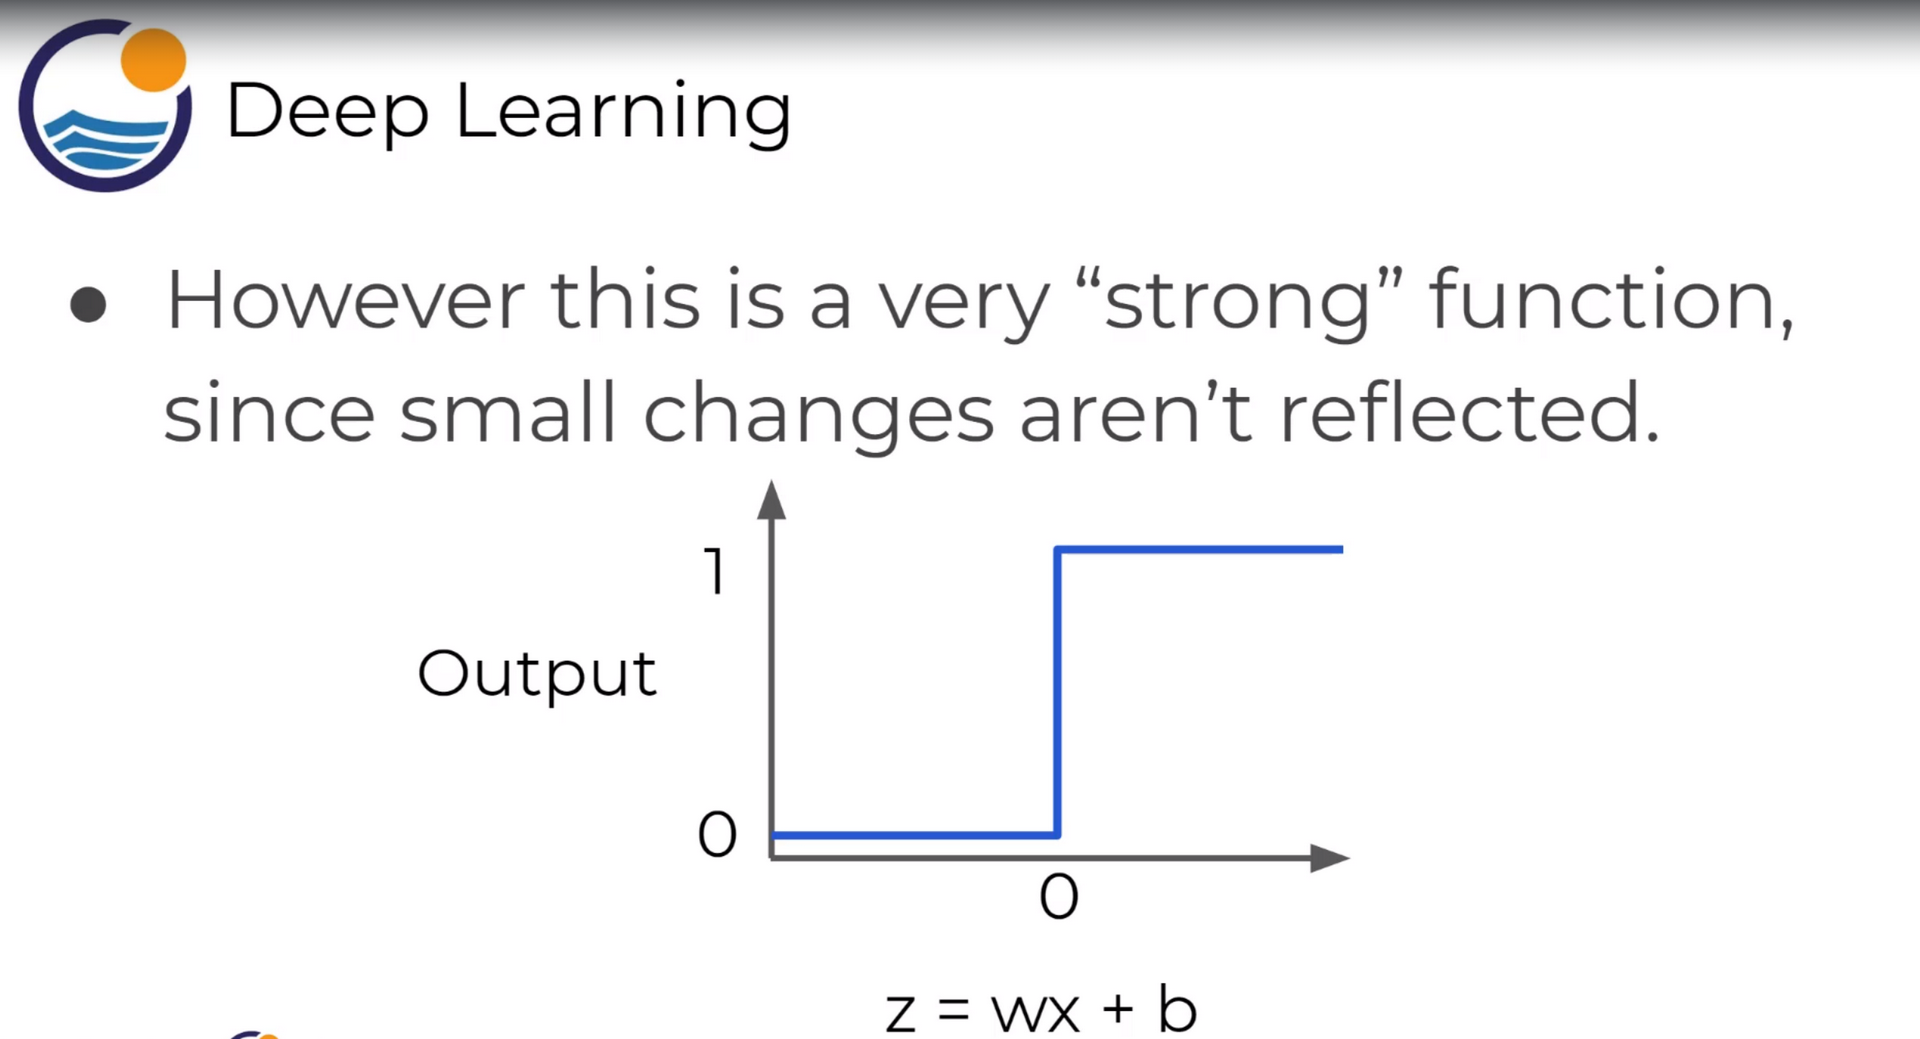 Deep Learning
● However this is a very “strong” function,
since small changes aren’t reflected.
1
Output
0
0
z = wx + b